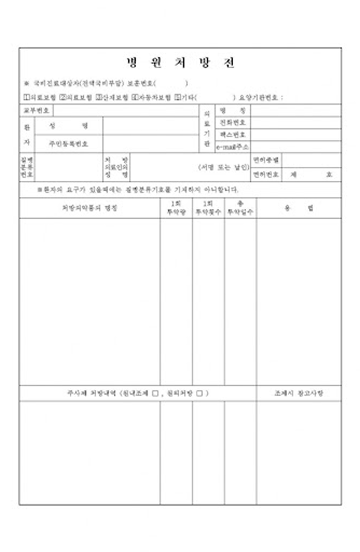 병 원 처 방 전
※ 국비진료대상자(전액국비부담) 보훈번호( )
①의료보험 ②의료보험 ③산재보험 ④자동차보험 ⑤기타( ) 요양기관번호 :
교부번호
환 자
성 명
주민등록번호
의 료 기 관
명 칭
전화번호
팩스번호
e-mail주소
질병 분류 번호
처 방 의료인의 성 명
(서명 또는 날인)
면허종별
면허번호 제 호
※환자의 요구가 있을때에는 질병분류기호를 기재하지 아니합니다.
처방의약품의 명칭
1회 투약량
1회 투약횟수
총 투약일수
용 법
주사제 처방내역 (원내조제 □, 원외처방 □ )
조제시 참고사항